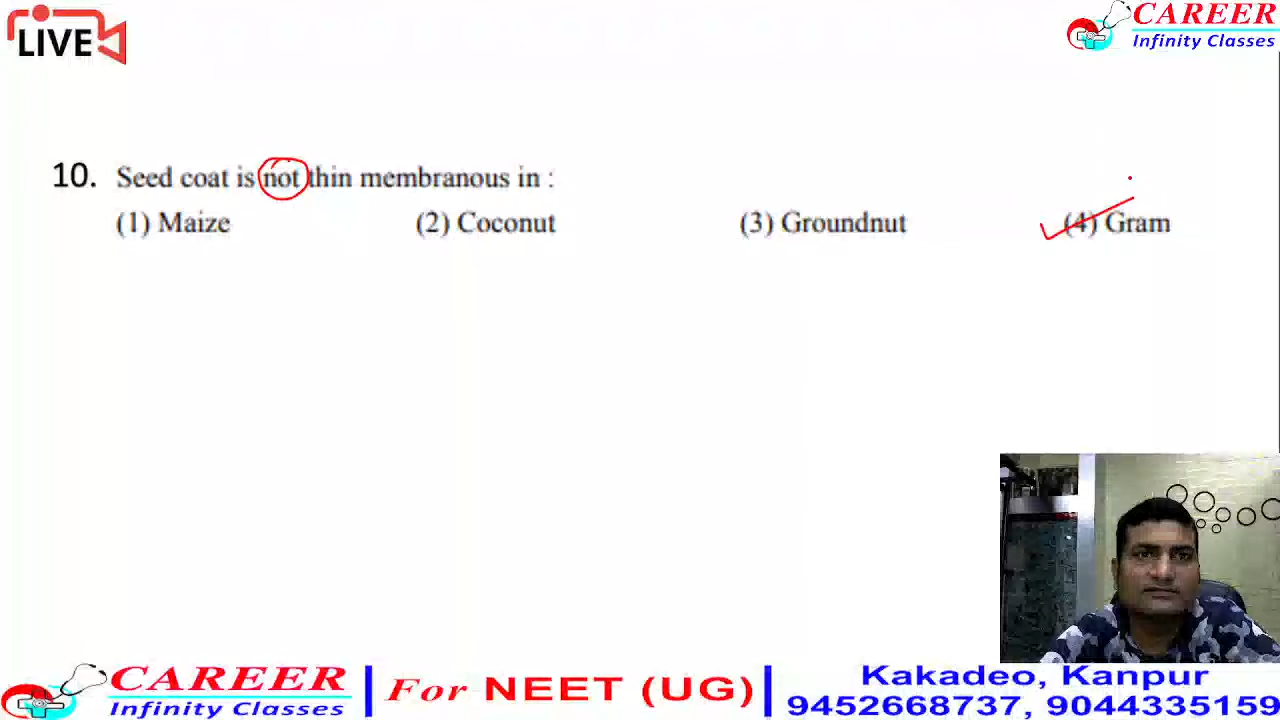 LIVE
CAREER
Infinity Classes
10. Seed coat is not thin membranous in :
(1) Maize (2) Coconut (3) Groundnut (4) Gram
CAREER
Infinity Classes
For NEET (UG)
Kakadeo, Kanpur
9452668737, 9044335159